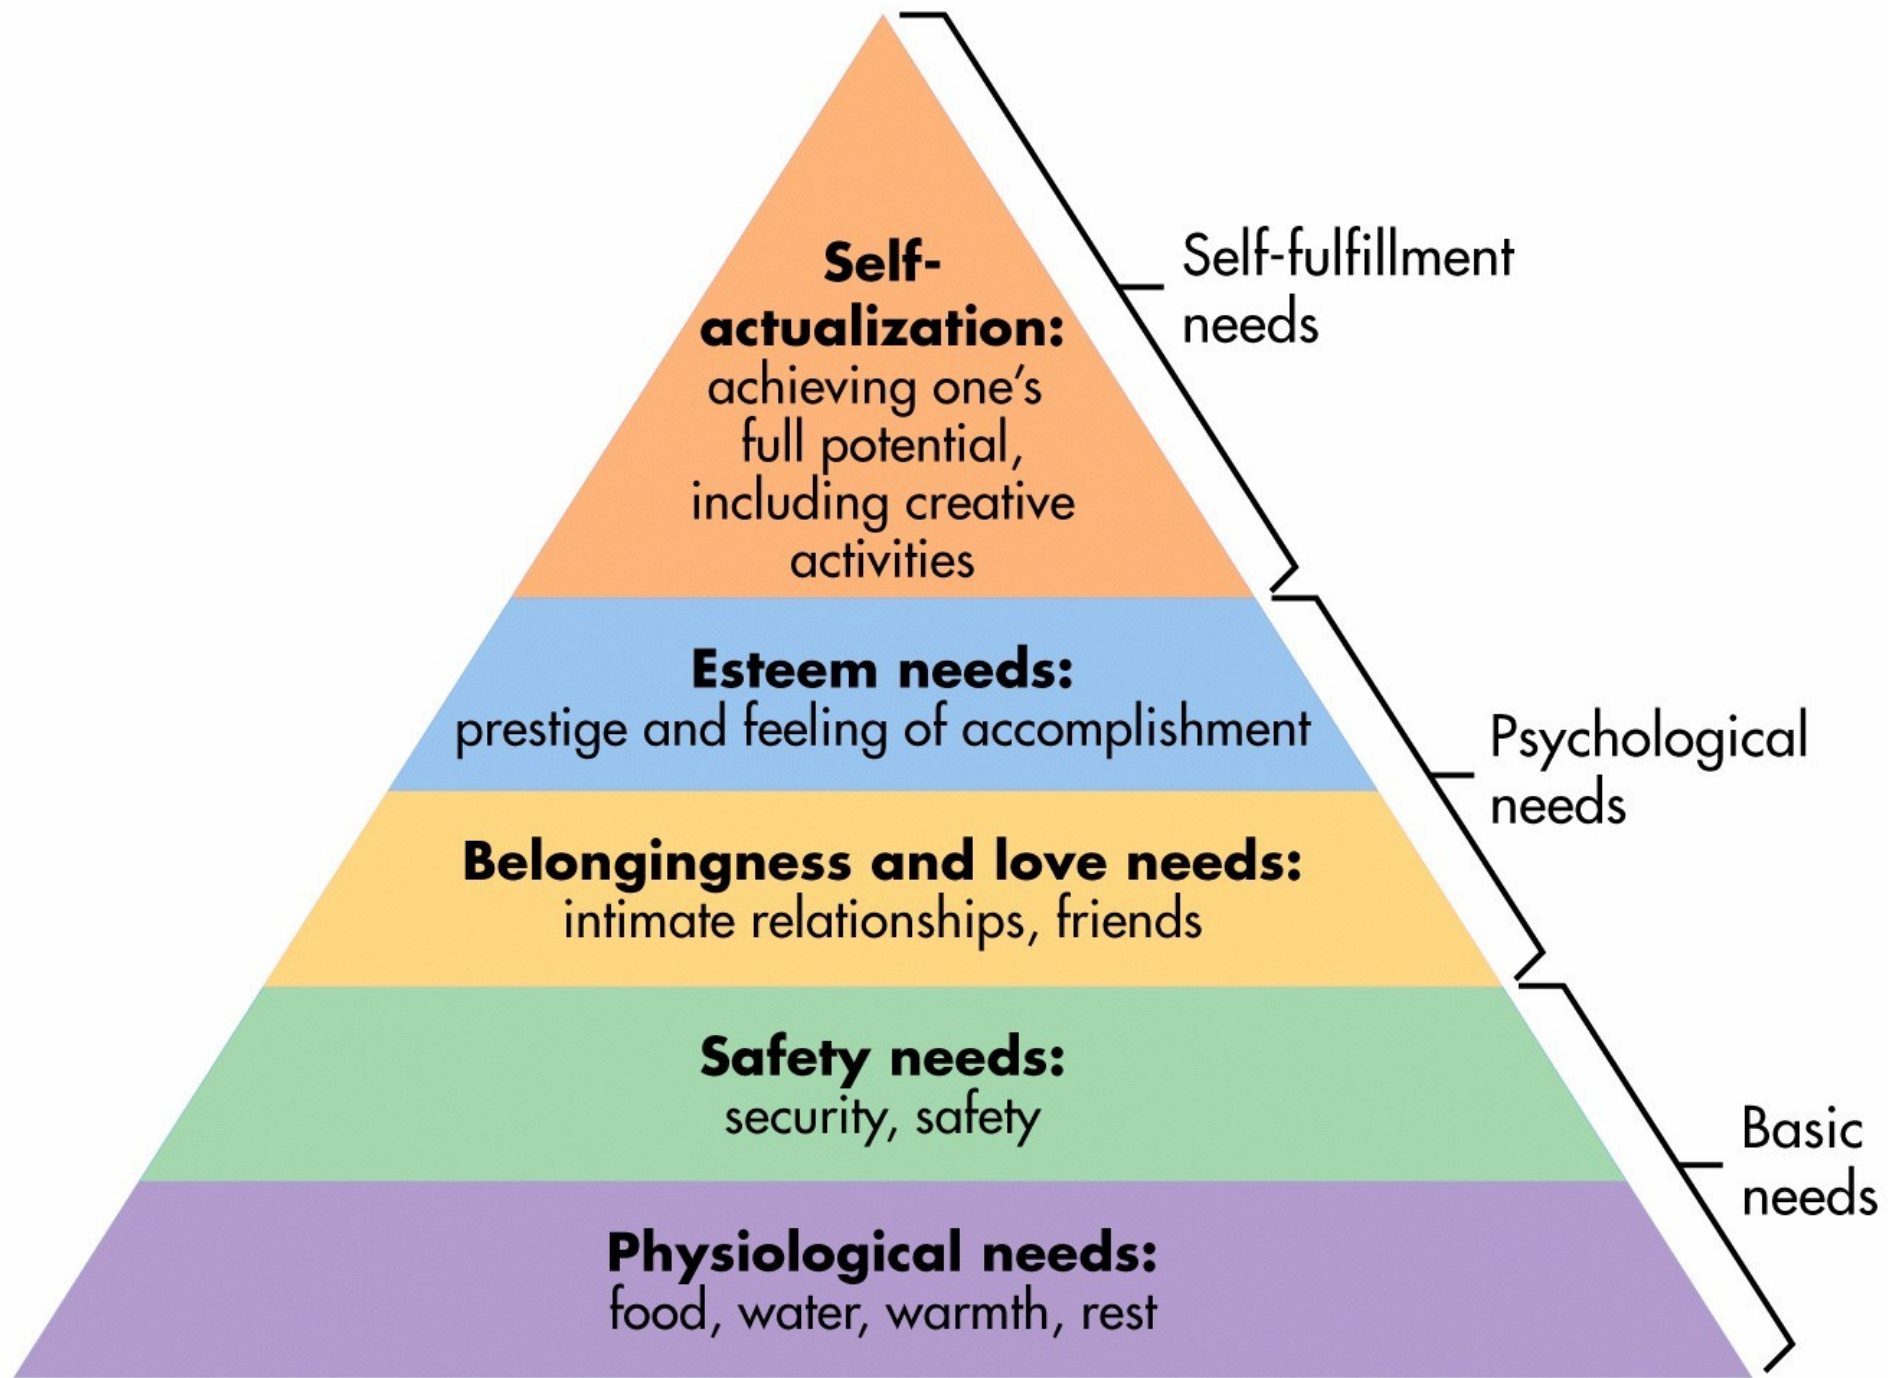 Self-
actualization:
achieving one’s
full potential,
including creative
activities
Self-fulfillment
needs
Esteem needs:
prestige and feeling of accomplishment
Belongingness and love needs:
intimate relationships, friends
Psychological
needs
Safety needs:
security, safety
Physiological needs:
food, water, warmth, rest
Basic
needs